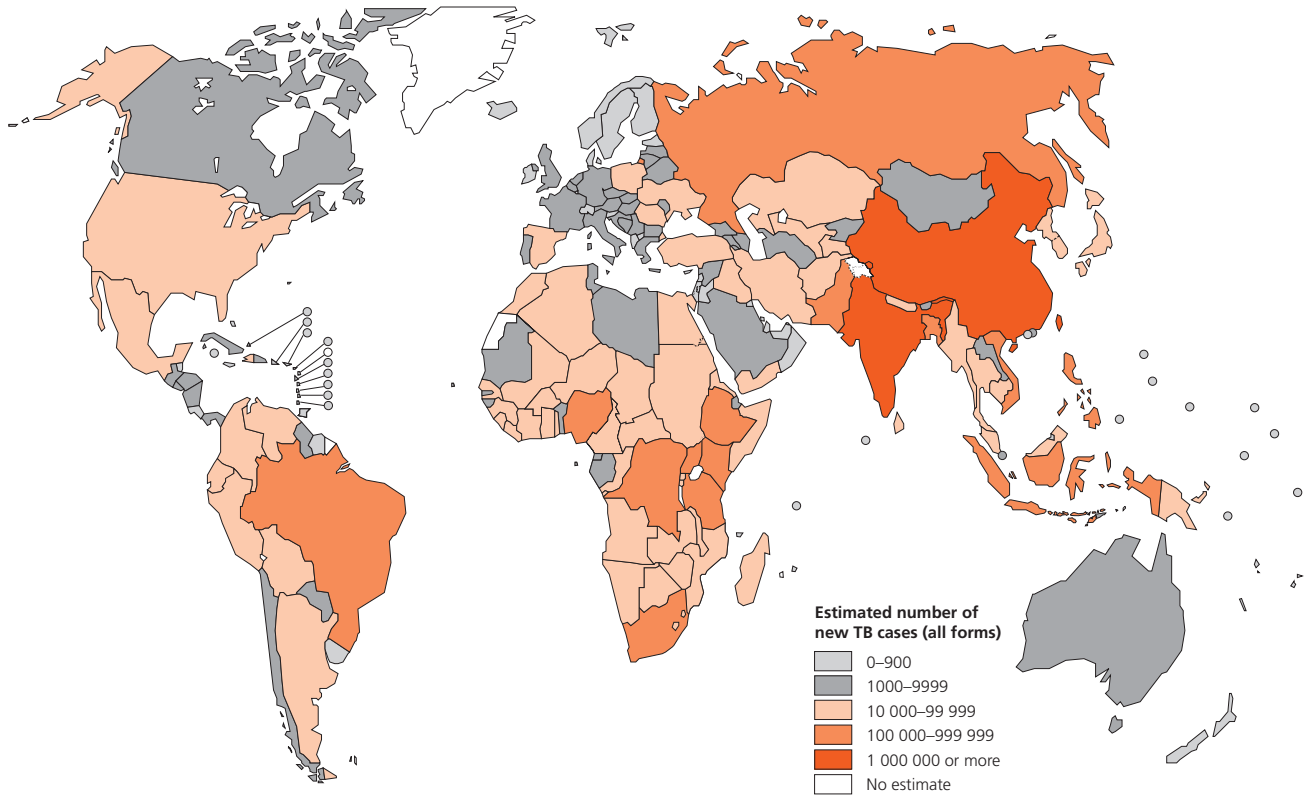 Estimated number of
new TB cases (all forms)
0–900
1000–9999
10 000–99 999
100 000–999 999
1 000 000 or more
No estimate